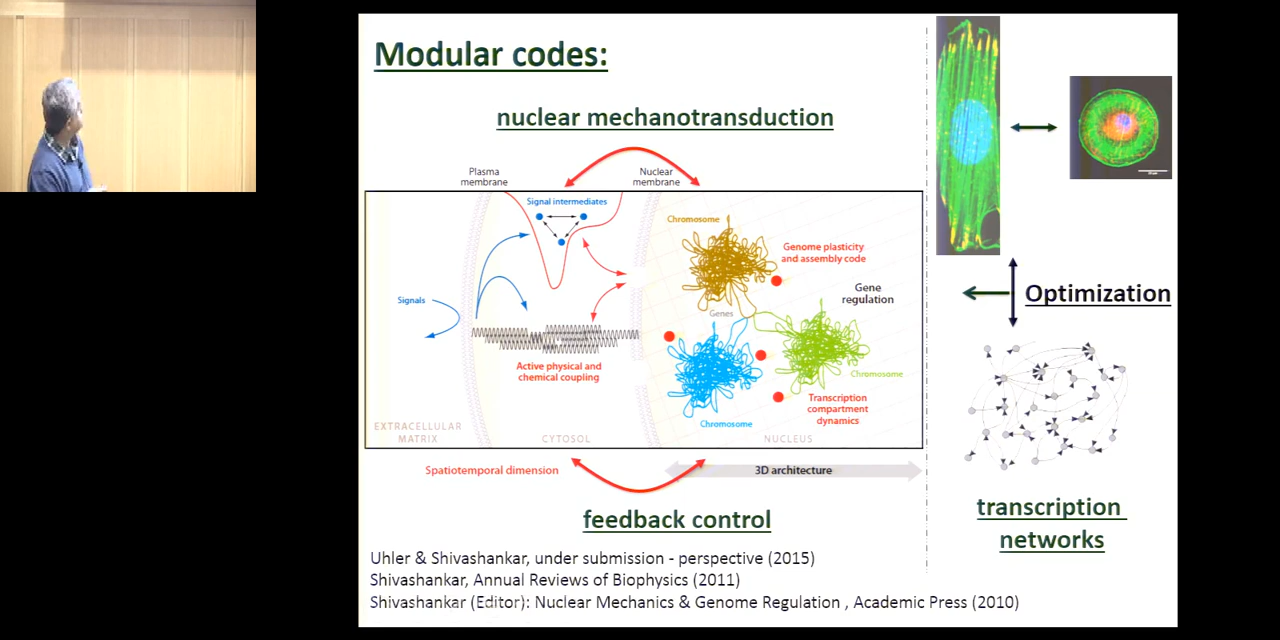 Modular codes:
nuclear mechanotransduction
Plasma
membrane
Nuclear
membrane
Signal intermediates
Chromosome
Genome plasticity
and assembly code
Gene
regulation
Signals
Genes
Active physical and
chemical coupling
Chromosome
Transcription
compartment
dynamics
Chromosome
EXTRACELLULAR
MATRIX
CYTOSOL
NUCLEUS
Spatiotemporal dimension
3D architecture
feedback control
Optimization
transcription
networks
Uhler & Shivashankar, under submission - perspective (2015)
Shivashankar, Annual Reviews of Biophysics (2011)
Shivashankar (Editor): Nuclear Mechanics & Genome Regulation , Academic Press (2010)